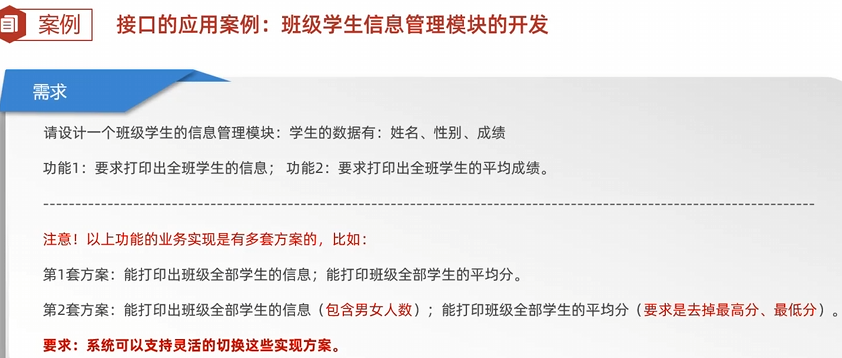 案例 接口的应用案例：班级学生信息管理模块的开发
需求
请设计一个班级学生的信息管理模块：学生的数据有：姓名、性别、成绩
功能1：要求打印出全班学生的信息； 功能2：要求打印出全班学生的平均成绩。
注意！以上功能的业务实现是有多套方案的，比如：
第1套方案：能打印出班级全部学生的信息；能打印班级全部学生的平均分。
第2套方案：能打印出班级全部学生的信息（包含男女人数）；能打印班级全部学生的平均分（要求是去掉最高分、最低分）。
要求：系统可以支持灵活的切换这些实现方案。